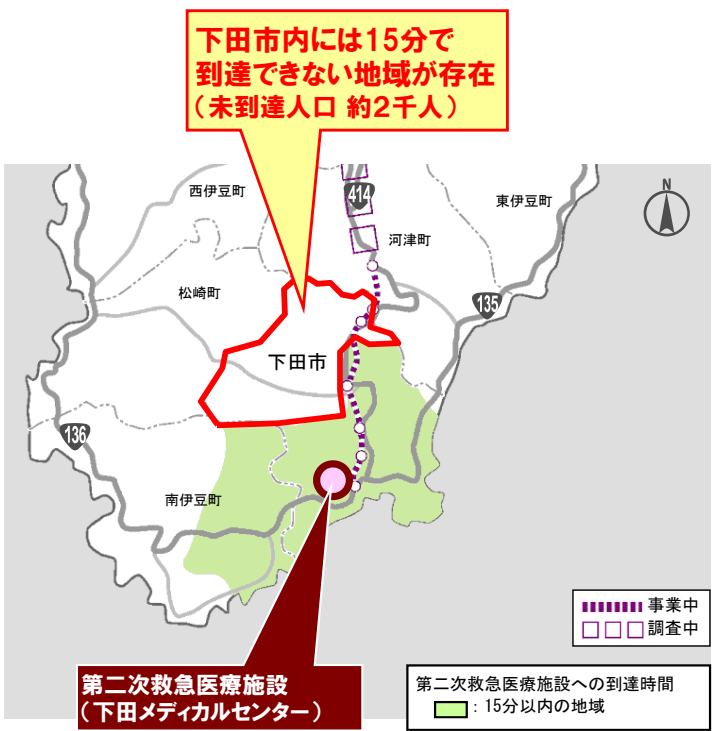 下田市内には15分で
到達できない地域が存在
（未到達人口 約2千人）
西伊豆町
414
東伊豆町
N
河津町
松崎町
135
下田市
136
南伊豆町
事業中
調査中
第二次救急医療施設
（下田メディカルセンター）
第二次救急医療施設への到達時間
：15分以内の地域